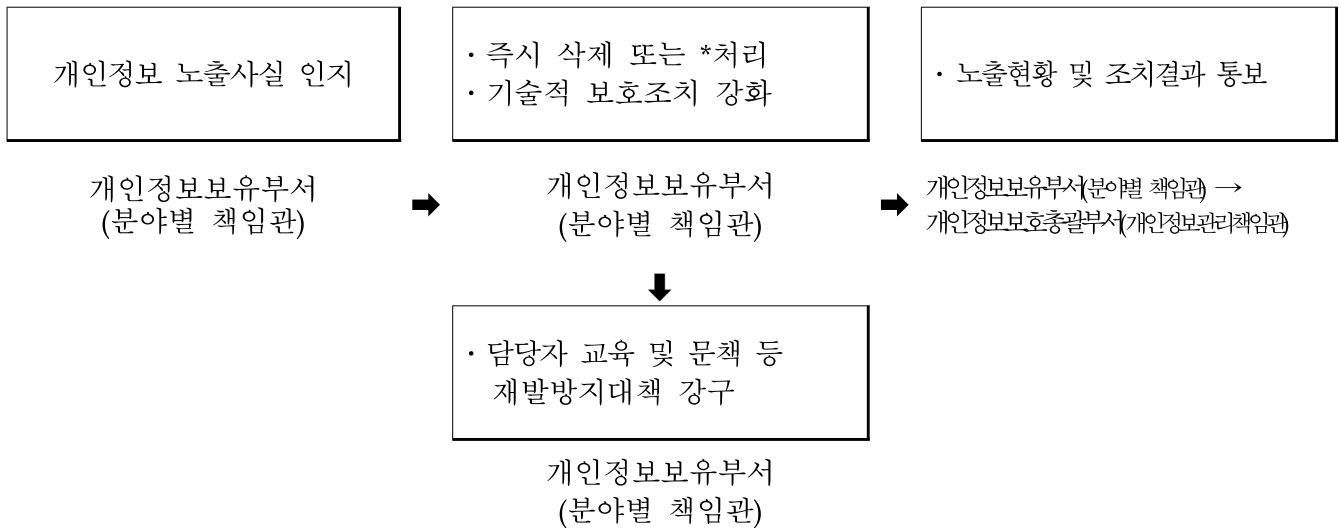 개인정보 노출사실 인지
개인정보보유부서
(분야별 책임관)
· 즉시 삭제 또는 *처리
· 기술적 보호조치 강화
개인정보보유부서
(분야별 책임관)
· 노출현황 및 조치결과 통보
개인정보보유부서(분야별 책임관) →
개인정보보호총괄부서(개인정보관리책임관)
· 담당자 교육 및 문책 등
재발방지대책 강구
개인정보보유부서
(분야별 책임관)